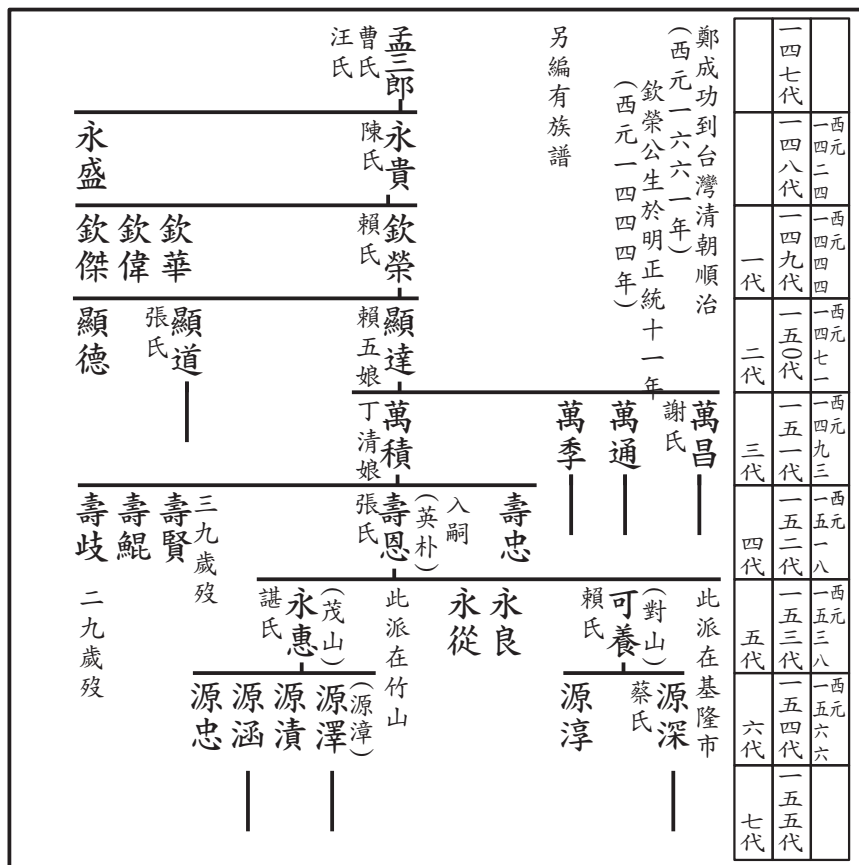 西元一四二四
西元一四四四
西元一四七一
西元一四九三
西元一五一八
西元一五三八
西元一五六六
一四七代
一四八代
一四九代
一五〇代
一五一代
一五二代
一五三代
一五四代
一五五代
一代
二代
三代
四代
五代
六代
七代
鄭成功到台灣清朝順治
(西元一六六一年)
欽榮公生於明正統十一年
(西元一四四四年)
另編有族譜
孟三郎
曹氏
汪氏
永貴
陳氏
永盛
欽榮
賴氏
欽華
欽偉
欽傑
顯達
賴五娘
顯道
張氏
顯德
萬昌
謝氏
萬通
萬季
萬積
丁清娘
壽忠
入嗣
(英朴)
壽恩
張氏
三九歲歿
壽賢
壽鯤
壽歧
二九歲歿
此派在基隆市
(對山)
可養
賴氏
永良
永從
此派在竹山
(茂山)
永惠
諶氏
源深
蔡氏
源淳
(源漳)
源澤
源漬
源涵
源忠